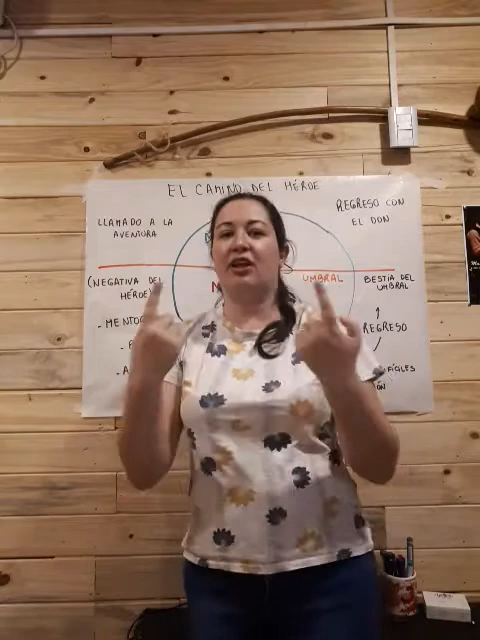 EL CAMINO DEL HÉROE
LLAMADO A LA
AVENTURA
REGRESO CON
EL DON
(NEGATIVA DEL
HÉROE)
UMBRAL
BESTIA DEL
UMBRAL
REGRESO